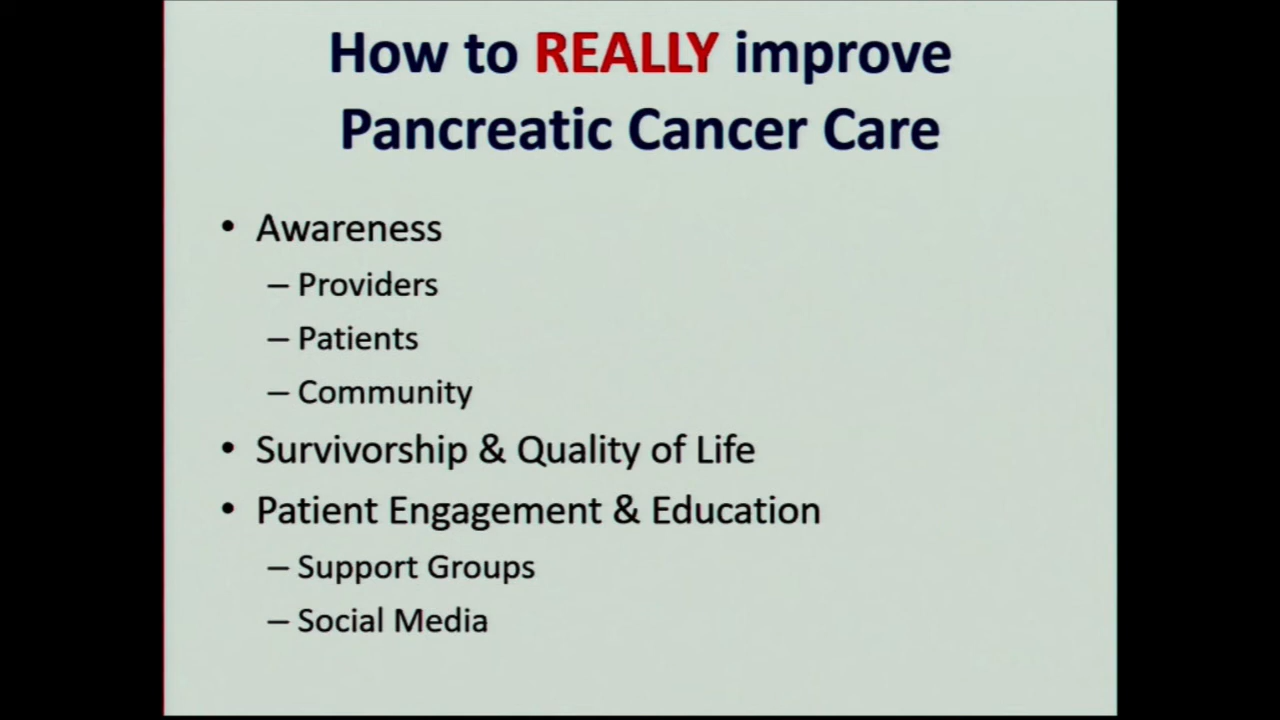 How to REALLY improve
Pancreatic Cancer Care
• Awareness
– Providers
– Patients
– Community
• Survivorship & Quality of Life
• Patient Engagement & Education
– Support Groups
– Social Media